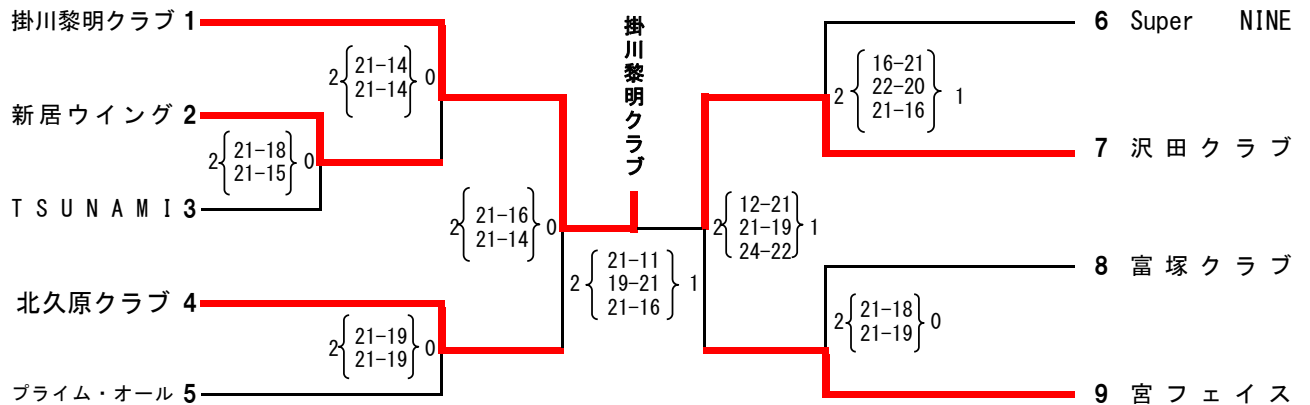 掛川黎明クラブ 1
新居ウイング 2
TSUNAMI 3
北久原クラブ 4
プライム・オール 5
2 21-14 0
21-14
2 21-18 0
21-15
2 21-16 0
21-14
2 21-19 0
21-19
掛川黎明クラブ
2 21-11 1
19-21
21-16
6 Super NINE
7 沢田クラブ
8 富塚クラブ
9 宮フェイス
2 16-21 1
22-20
21-16
2 12-21 1
21-19
24-22
2 21-18 0
21-19